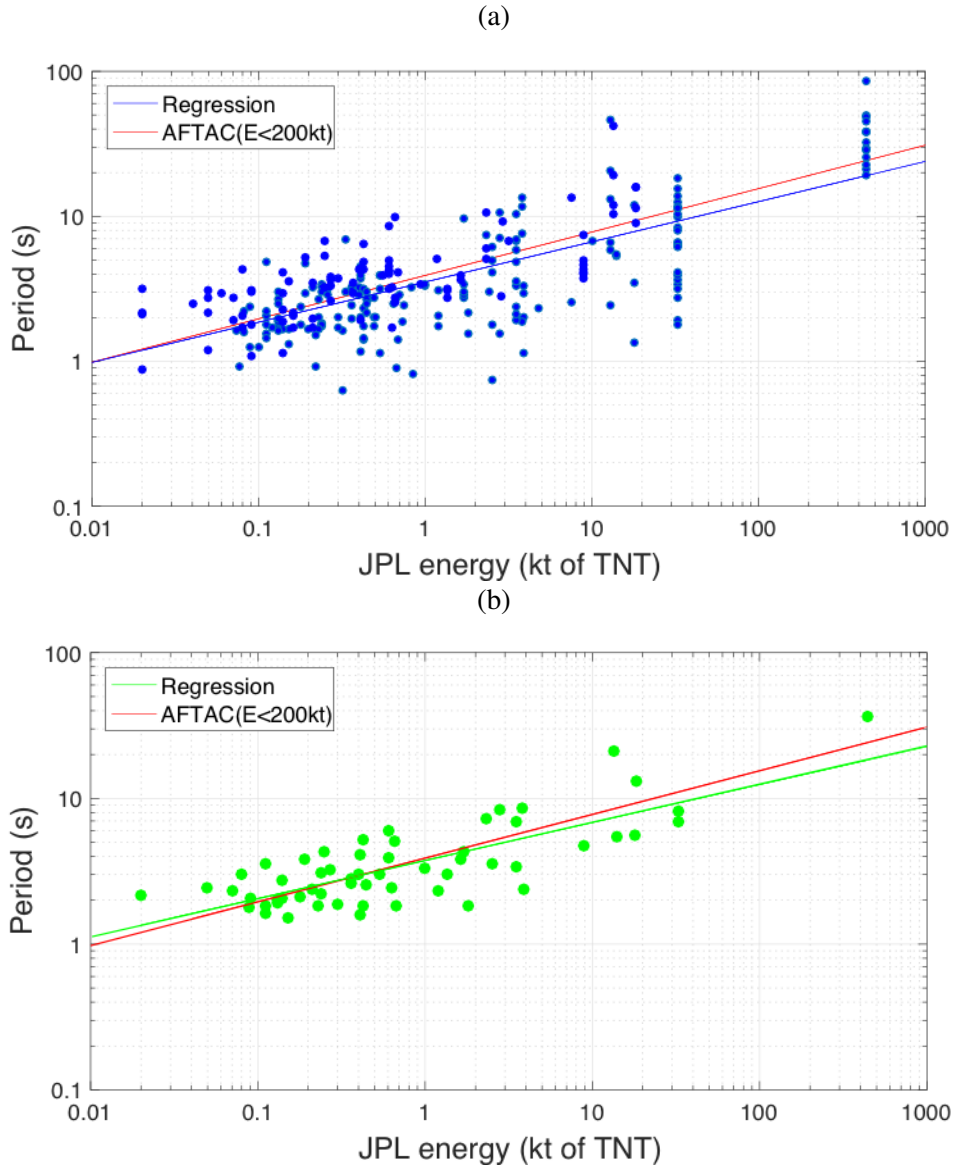 (a)
100
10
1
0.1
Period (s)
Regression
AFTAC(E<200kt)
0.01 0.1 1 10 100 1000
JPL energy (kt of TNT)
(b)
100
10
1
0.1
Period (s)
Regression
AFTAC(E<200kt)
0.01 0.1 1 10 100 1000
JPL energy (kt of TNT)